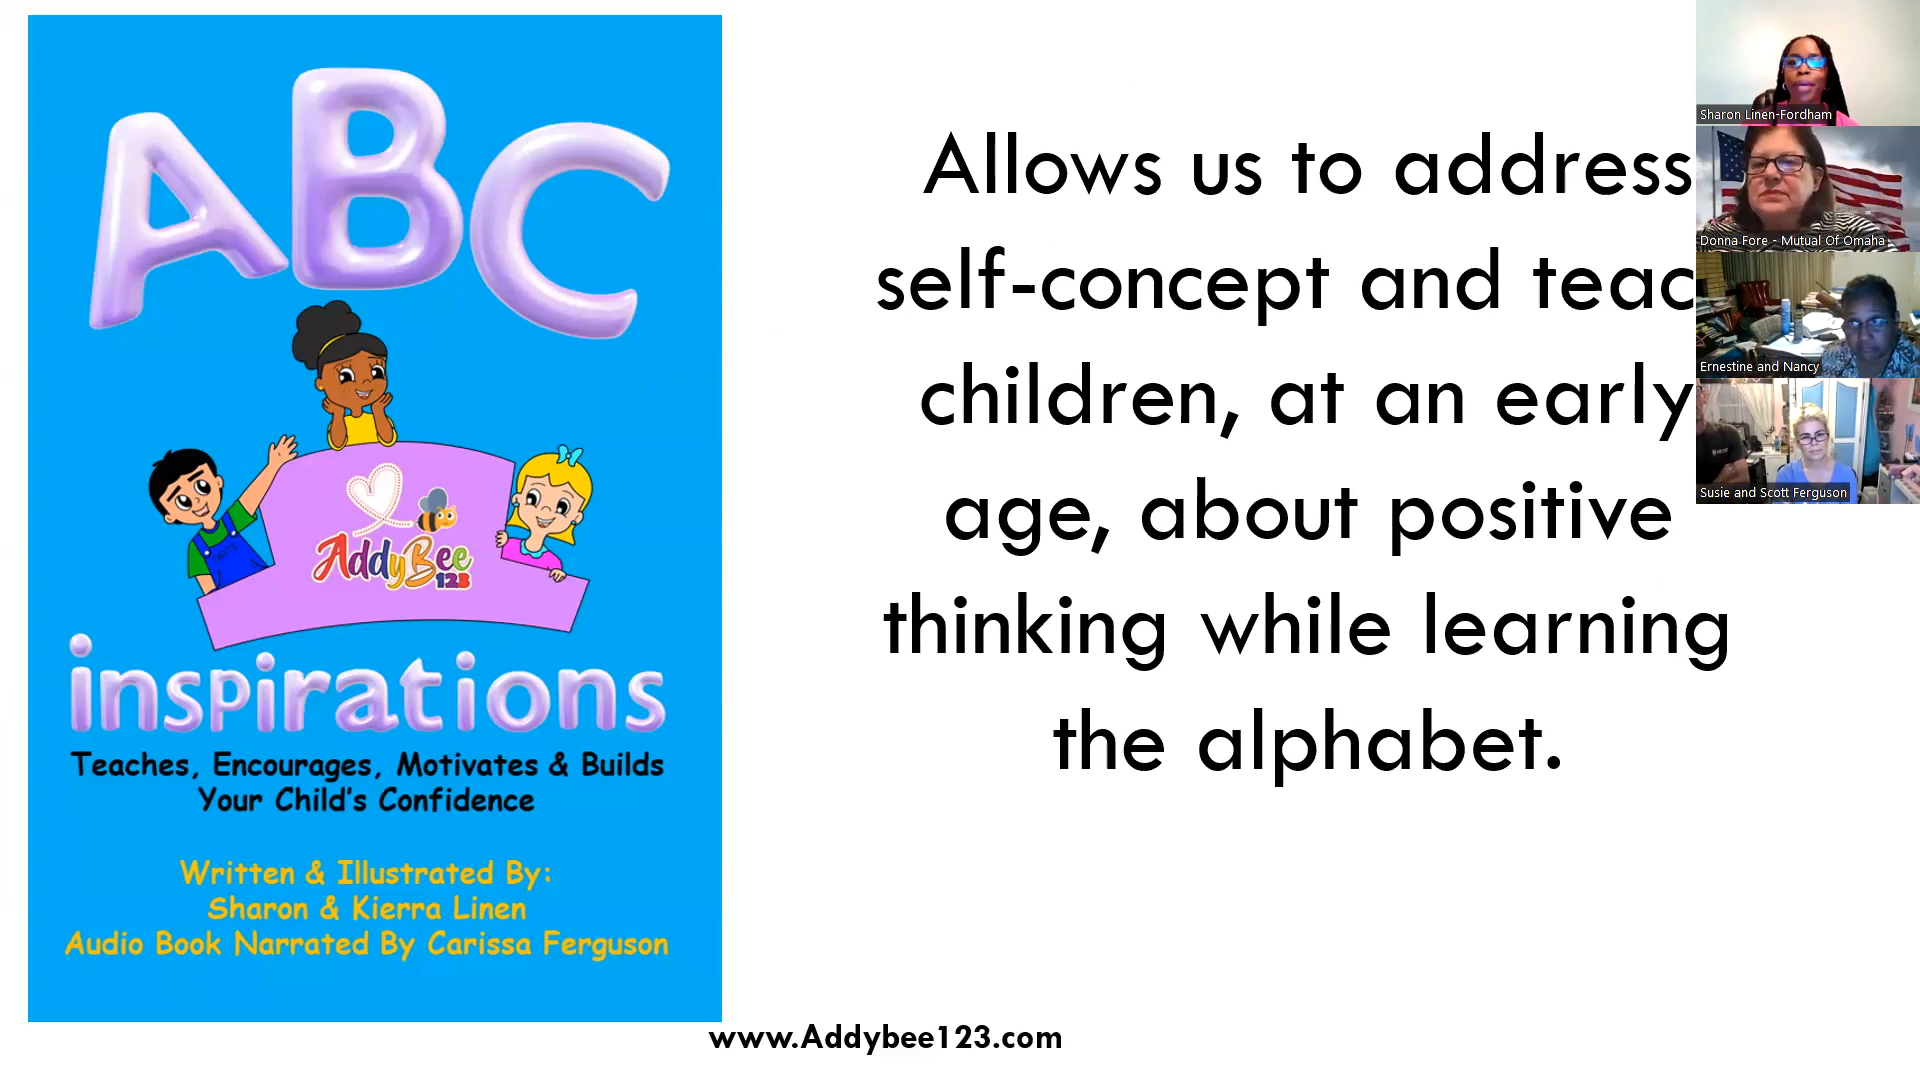 ABC
AddyBee
123
inspirations
Teaches, Encourages, Motivates & Builds
Your Child's Confidence
Written & Illustrated By:
Sharon & Kierra Linen
Audio Book Narrated By Carissa Ferguson
Allows us to address
self-concept and teac
children, at an early
age, about positive
thinking while learning
the alphabet.
www.Addybee123.com
Sharon Linen-Fordham
Donna Fore - Mutual Of Omaha
Ernestine and Nancy
Susie and Scott Ferguson